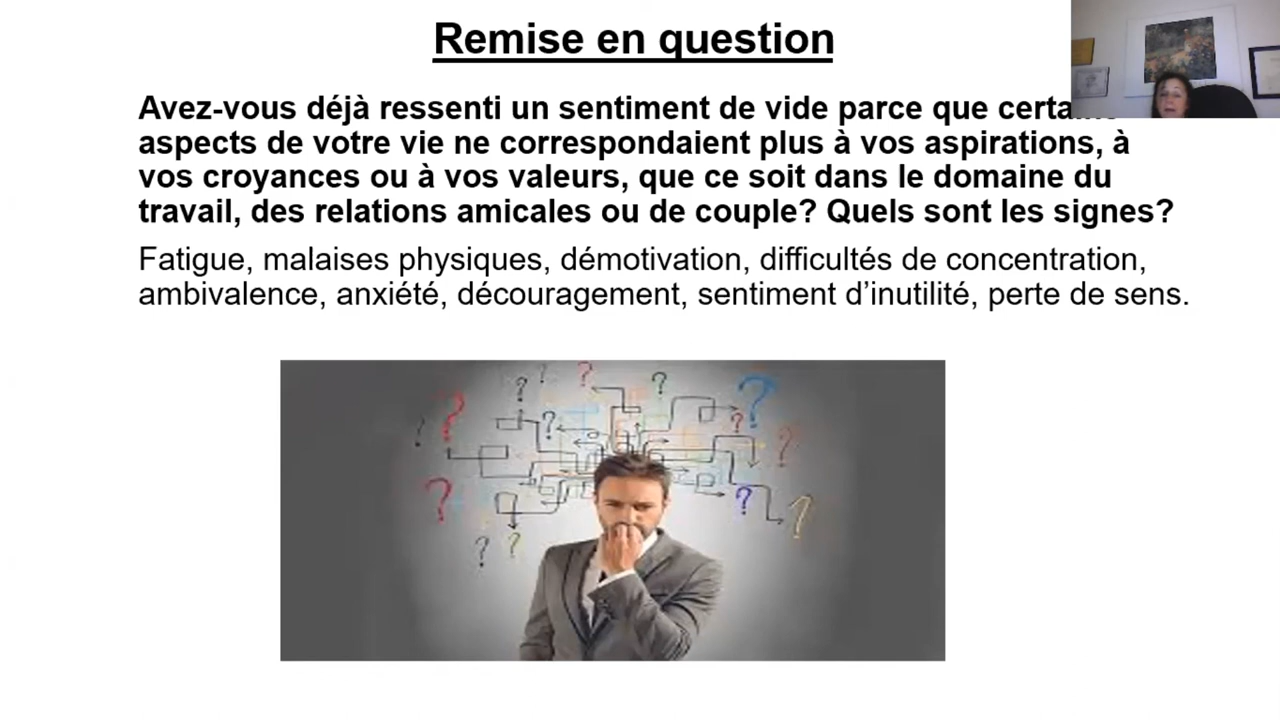 Remise en question
Avez-vous déjà ressenti un sentiment de vide parce que
aspects de votre vie ne correspondaient plus à vos aspirations, à
vos croyances ou à vos valeurs, que ce soit dans le domaine du
travail, des relations amicales ou de couple? Quels sont les signes?
Fatigue, malaises physiques, démotivation, difficultés de concentration,
ambivalence, anxiété, découragement, sentiment d’inutilité, perte de sens.